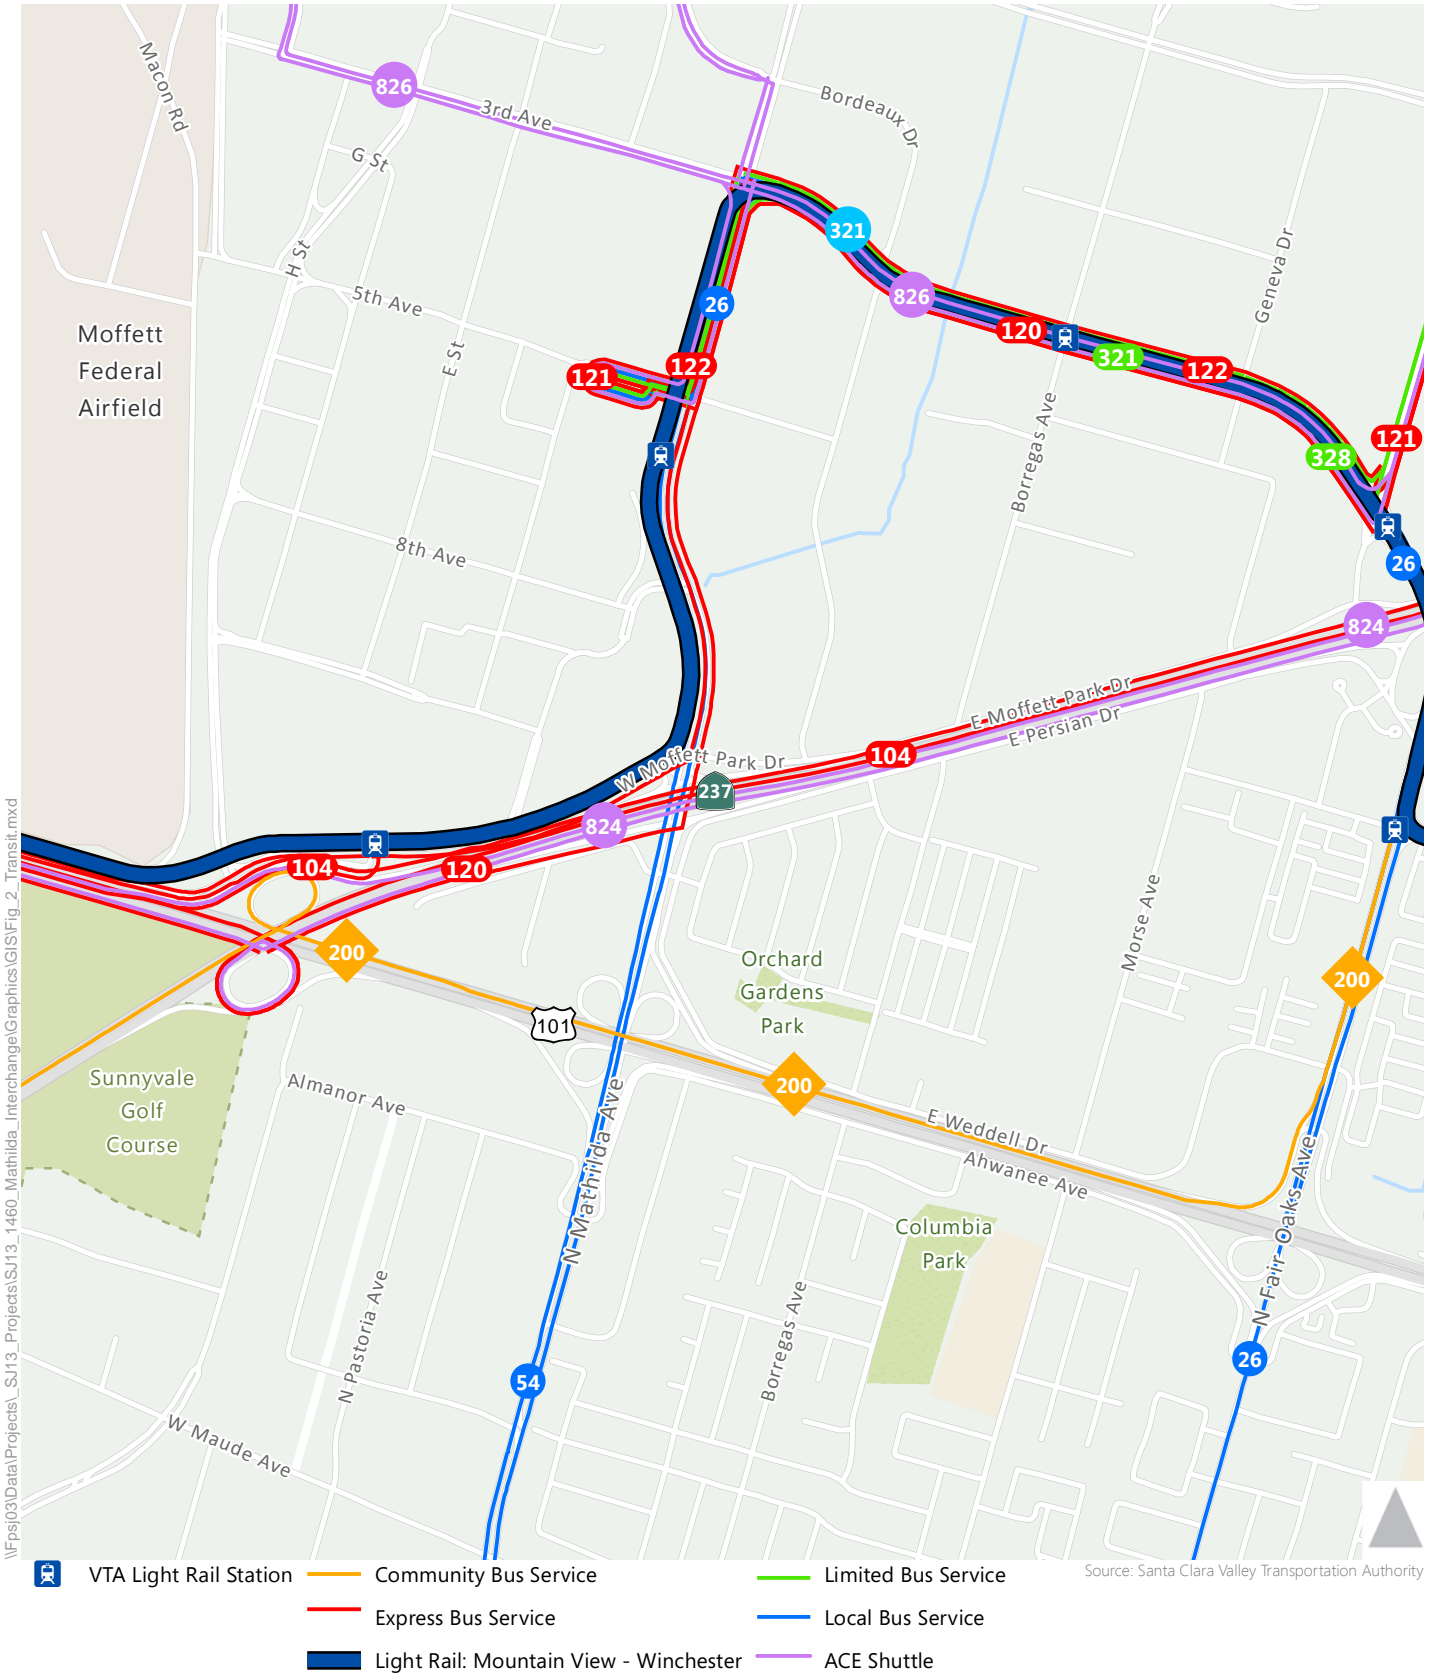 Macon Rd
826
3rd Ave
Bordeaux Dr
G St
H St
321
826
Geneva Dr
5th Ave
26
120
321
122
E St
121
122
Moffett
Federal
Airfield
Borregas Ave
121
328
8th Ave
26
824
E Moffett Park Dr
E Persian Dr
W Moffett Park Dr
104
237
824
104
120
200
Orchard
Gardens
Park
Morse Ave
200
101
Sunnyvale
Golf
Course
Almanor Ave
200
N Mathilda Ave
E Weddell Dr
Ahwanee Ave
N Fair Oaks Ave
Columbia
Park
N Pastoria Ave
Borregas Ave
26
54
W Maude Ave
\\Fpsj03\Data\Projects\_SJ13_Projects\SJ13_1460_Mathilda_Interchange\Graphics\GIS\Fig_2_Transit.mxd
Source: Santa Clara Valley Transportation Authority
VTA Light Rail Station
Community Bus Service
Limited Bus Service
Express Bus Service
Local Bus Service
Light Rail: Mountain View - Winchester
ACE Shuttle